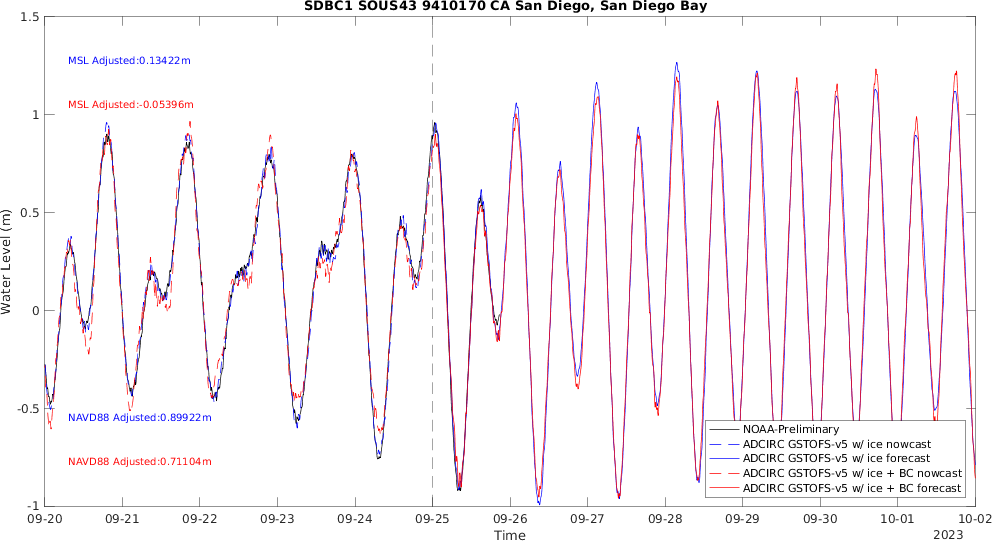 SDBC1 SOUS43 9410170 CA San Diego, San Diego Bay
1.5
MSL Adjusted:0.13422m
MSL Adjusted:-0.05396m
1
0.5
Water Level (m)
0
-0.5
NAVD88 Adjusted:0.89922m
NAVD88 Adjusted:0.71104m
NOAA-Preliminary
ADCIRC GSTOFS-v5 w/ ice nowcast
ADCIRC GSTOFS-v5 w/ ice forecast
ADCIRC GSTOFS-v5 w/ ice + BC nowcast
ADCIRC GSTOFS-v5 w/ ice + BC forecast
-1
09-20 09-21 09-22 09-23 09-24 09-25 09-26 09-27 09-28 09-29 09-30 10-01 10-02
Time
2023